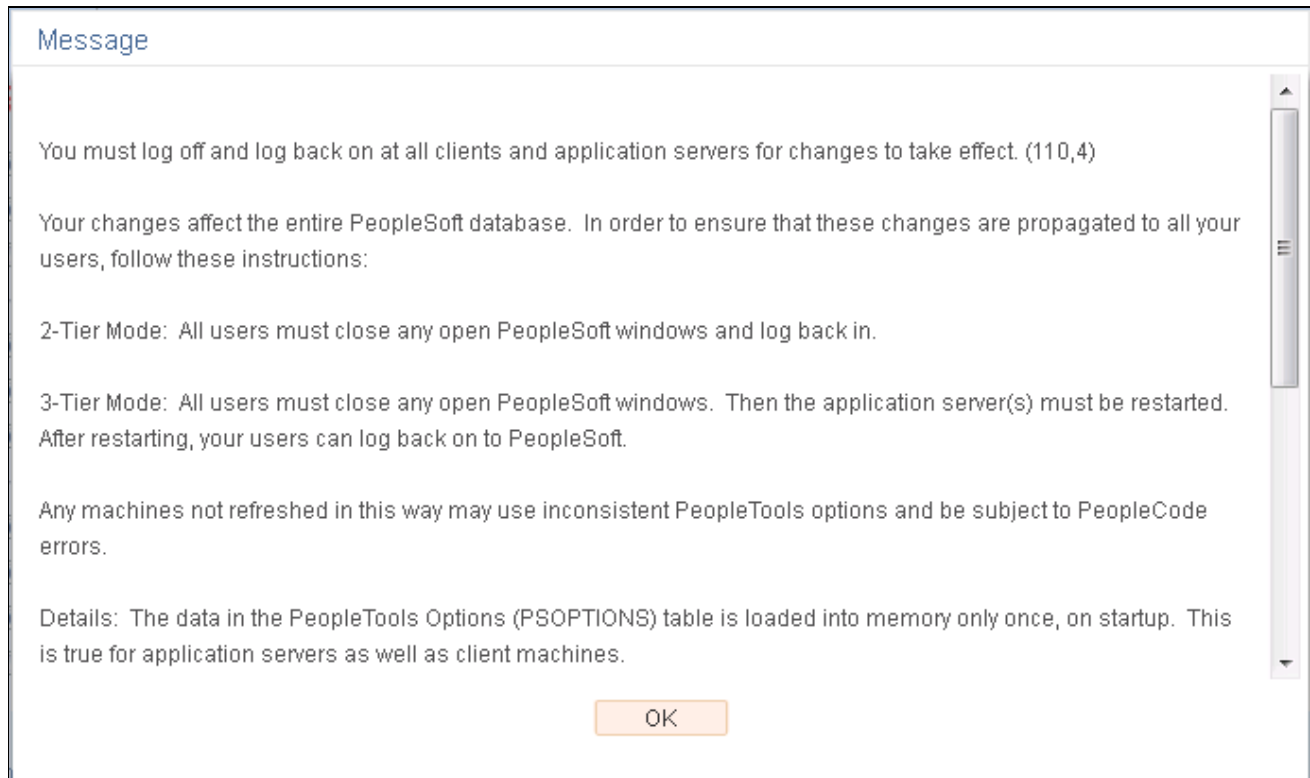 Message
You must log off and log back on at all clients and application servers for changes to take effect. (110,4)
Your changes affect the entire PeopleSoft database.  In order to ensure that these changes are propagated to all your
users, follow these instructions:
2-Tier Mode:  All users must close any open PeopleSoft windows and log back in.
3-Tier Mode:  All users must close any open PeopleSoft windows.  Then the application server(s) must be restarted.
After restarting, your users can log back on to PeopleSoft.
Any machines not refreshed in this way may use inconsistent PeopleTools options and be subject to PeopleCode
errors.
Details:  The data in the PeopleTools Options (PSOPTIONS) table is loaded into memory only once, on startup.  This
is true for application servers as well as client machines.
OK